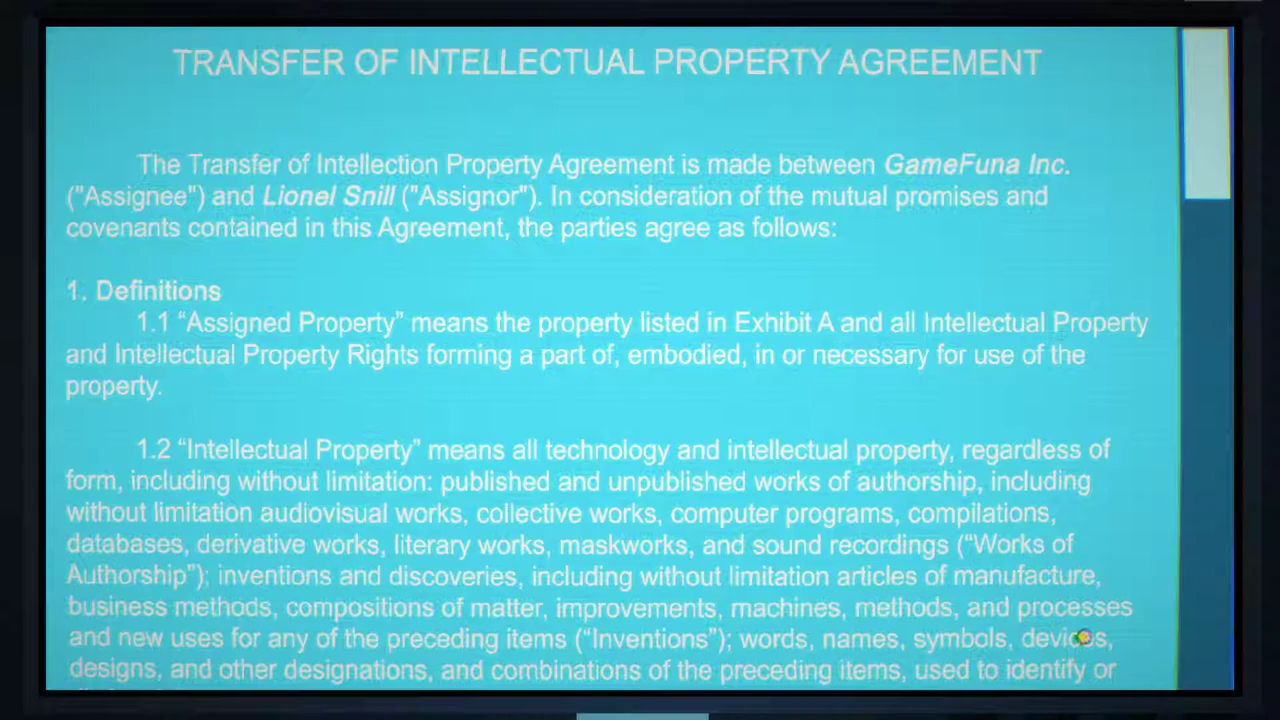 TRANSFER OF INTELLECTUAL PROPERTY AGREEMENT
The Transfer of Intellection Property Agreement is made between GameFuna Inc.
("Assignee") and Lionel Snill ("Assignor"). In consideration of the mutual promises and
covenants contained in this Agreement, the parties agree as follows:
1. Definitions
1.1 “Assigned Property” means the property listed in Exhibit A and all Intellectual Property
and Intellectual Property Rights forming a part of, embodied, in or necessary for use of the
property.
1.2 “Intellectual Property” means all technology and intellectual property, regardless of
form, including without limitation: published and unpublished works of authorship, including
without limitation audiovisual works, collective works, computer programs, compilations,
databases, derivative works, literary works, maskworks, and sound recordings (“Works of
Authorship”); inventions and discoveries, including without limitation articles of manufacture,
business methods, compositions of matter, improvements, machines, methods, and processes
and new uses for any of the preceding items (“Inventions”); words, names, symbols, devices,
designs, and other designations, and combinations of the preceding items, used to identify or